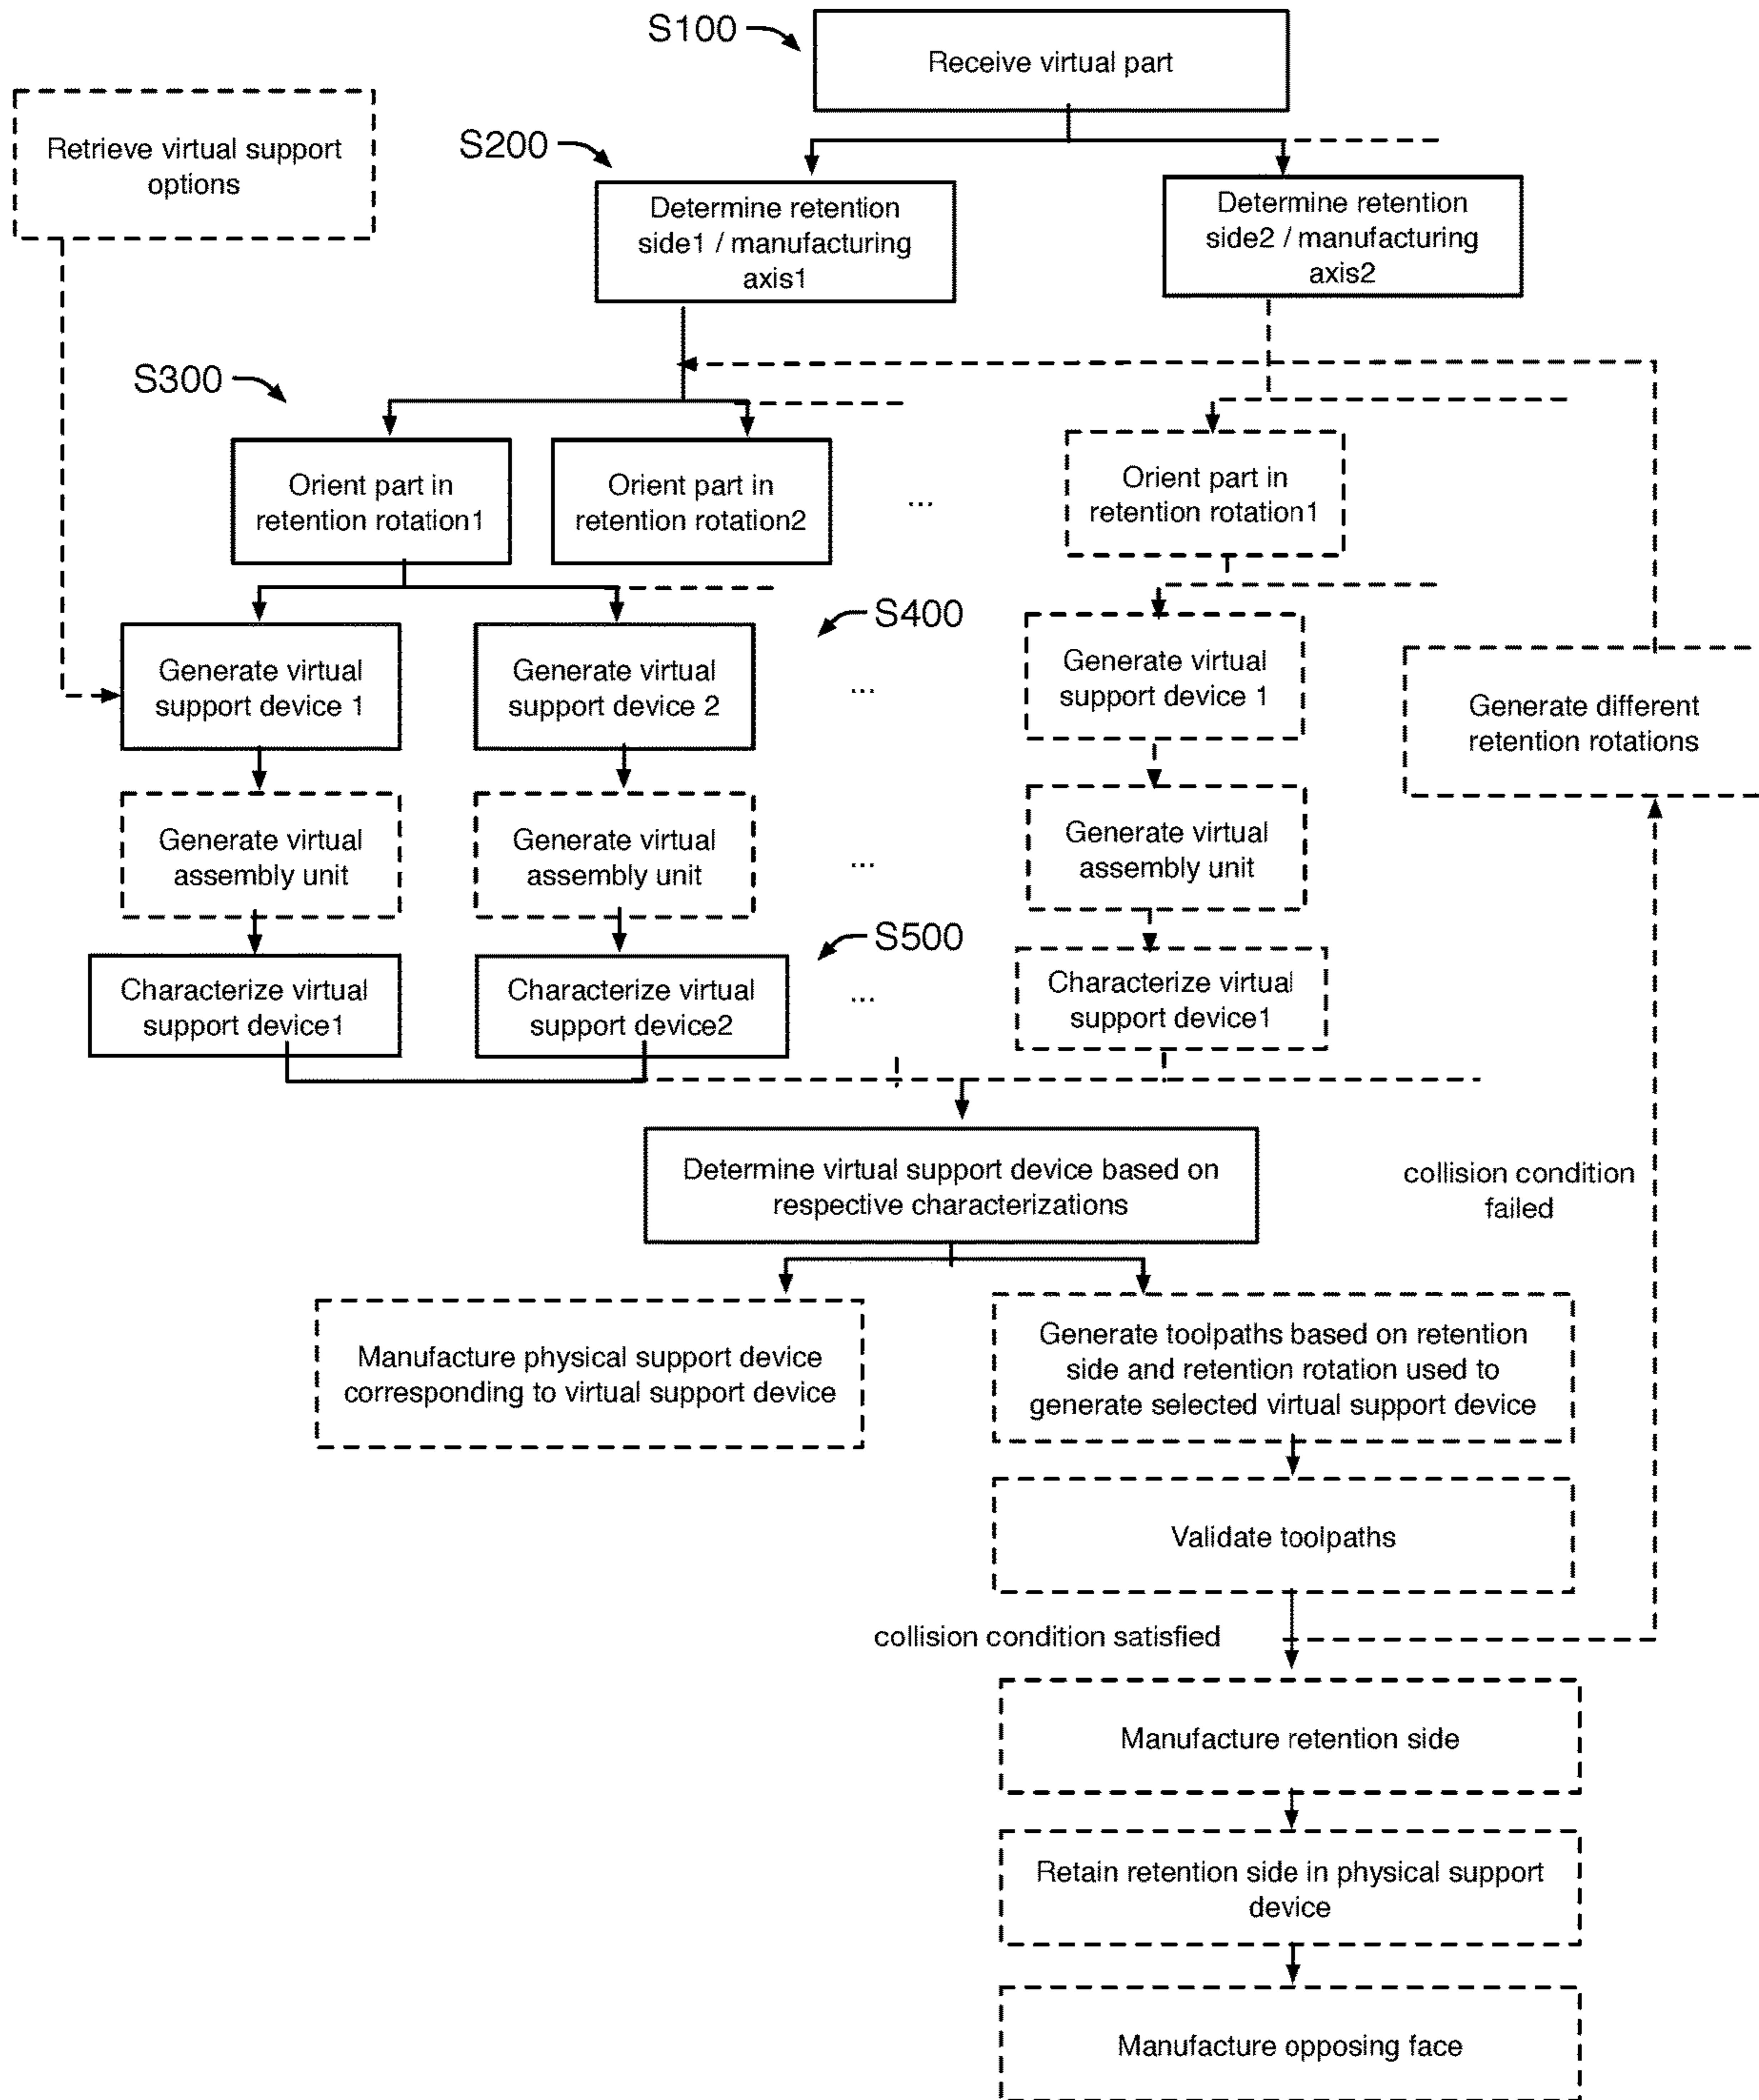 S100
Receive virtual part
Retrieve virtual support
options
S200
Determine retention
side1 / manufacturing
axis1
Determine retention
side2 / manufacturing
axis2
S300
Orient part in
retention rotation1
Orient part in
retention rotation2
...
Orient part in
retention rotation1
S400
Generate virtual
support device 1
Generate virtual
support device 2
...
Generate virtual
support device 1
Generate different
retention rotations
Generate virtual
assembly unit
Generate virtual
assembly unit
...
Generate virtual
assembly unit
S500
Characterize virtual
support device1
Characterize virtual
support device2
...
Characterize virtual
support device1
Determine virtual support device based on
respective characterizations
collision condition
failed
Manufacture physical support device
corresponding to virtual support device
Generate toolpaths based on retention
side and retention rotation used to
generate selected virtual support device
Validate toolpaths
collision condition satisfied
Manufacture retention side
Retain retention side in physical support
device
Manufacture opposing face